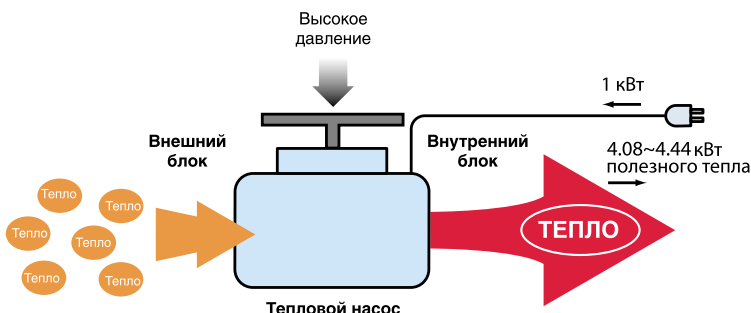 Высокое
давление
1 кВт
Внешний
блок
Внутренний
блок
4.08~4.44 кВт
полезного тепла
Тепло
Тепло
Тепло
Тепло
Тепло
Тепло
ТЕПЛО
Тепловой насос